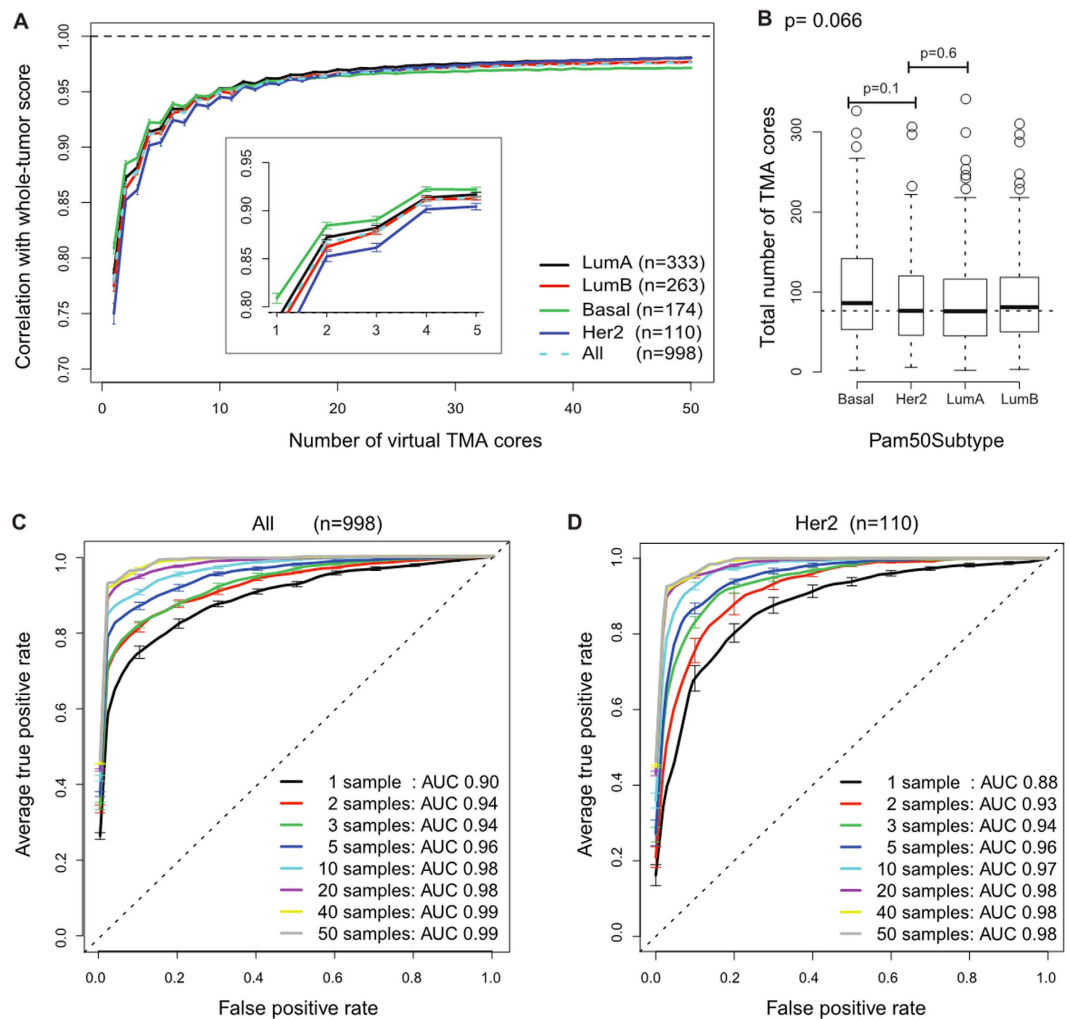 A
Correlation with whole-tumor score
1.00
0.95
0.90
0.85
0.80
0.75
0.70
0.95
0.90
0.85
0.80
1 2 3 4 5
LumA (n=333)
LumB (n=263)
Basal (n=174)
Her2 (n=110)
All (n=998)
0 10 20 30 40 50
Number of virtual TMA cores
B p= 0.066
p=0.6
p=0.1
Total number of TMA cores
300
200
100
0
Basal Her2 LumA LumB
Pam50Subtype
C
All (n=998)
Average true positive rate
1.0
0.8
0.6
0.4
0.2
0.0
1 sample : AUC 0.90
2 samples: AUC 0.94
3 samples: AUC 0.94
5 samples: AUC 0.96
10 samples: AUC 0.98
20 samples: AUC 0.98
40 samples: AUC 0.99
50 samples: AUC 0.99
0.0 0.2 0.4 0.6 0.8 1.0
False positive rate
D
Her2 (n=110)
Average true positive rate
1.0
0.8
0.6
0.4
0.2
0.0
1 sample : AUC 0.88
2 samples: AUC 0.93
3 samples: AUC 0.94
5 samples: AUC 0.96
10 samples: AUC 0.97
20 samples: AUC 0.98
40 samples: AUC 0.98
50 samples: AUC 0.98
0.0 0.2 0.4 0.6 0.8 1.0
False positive rate